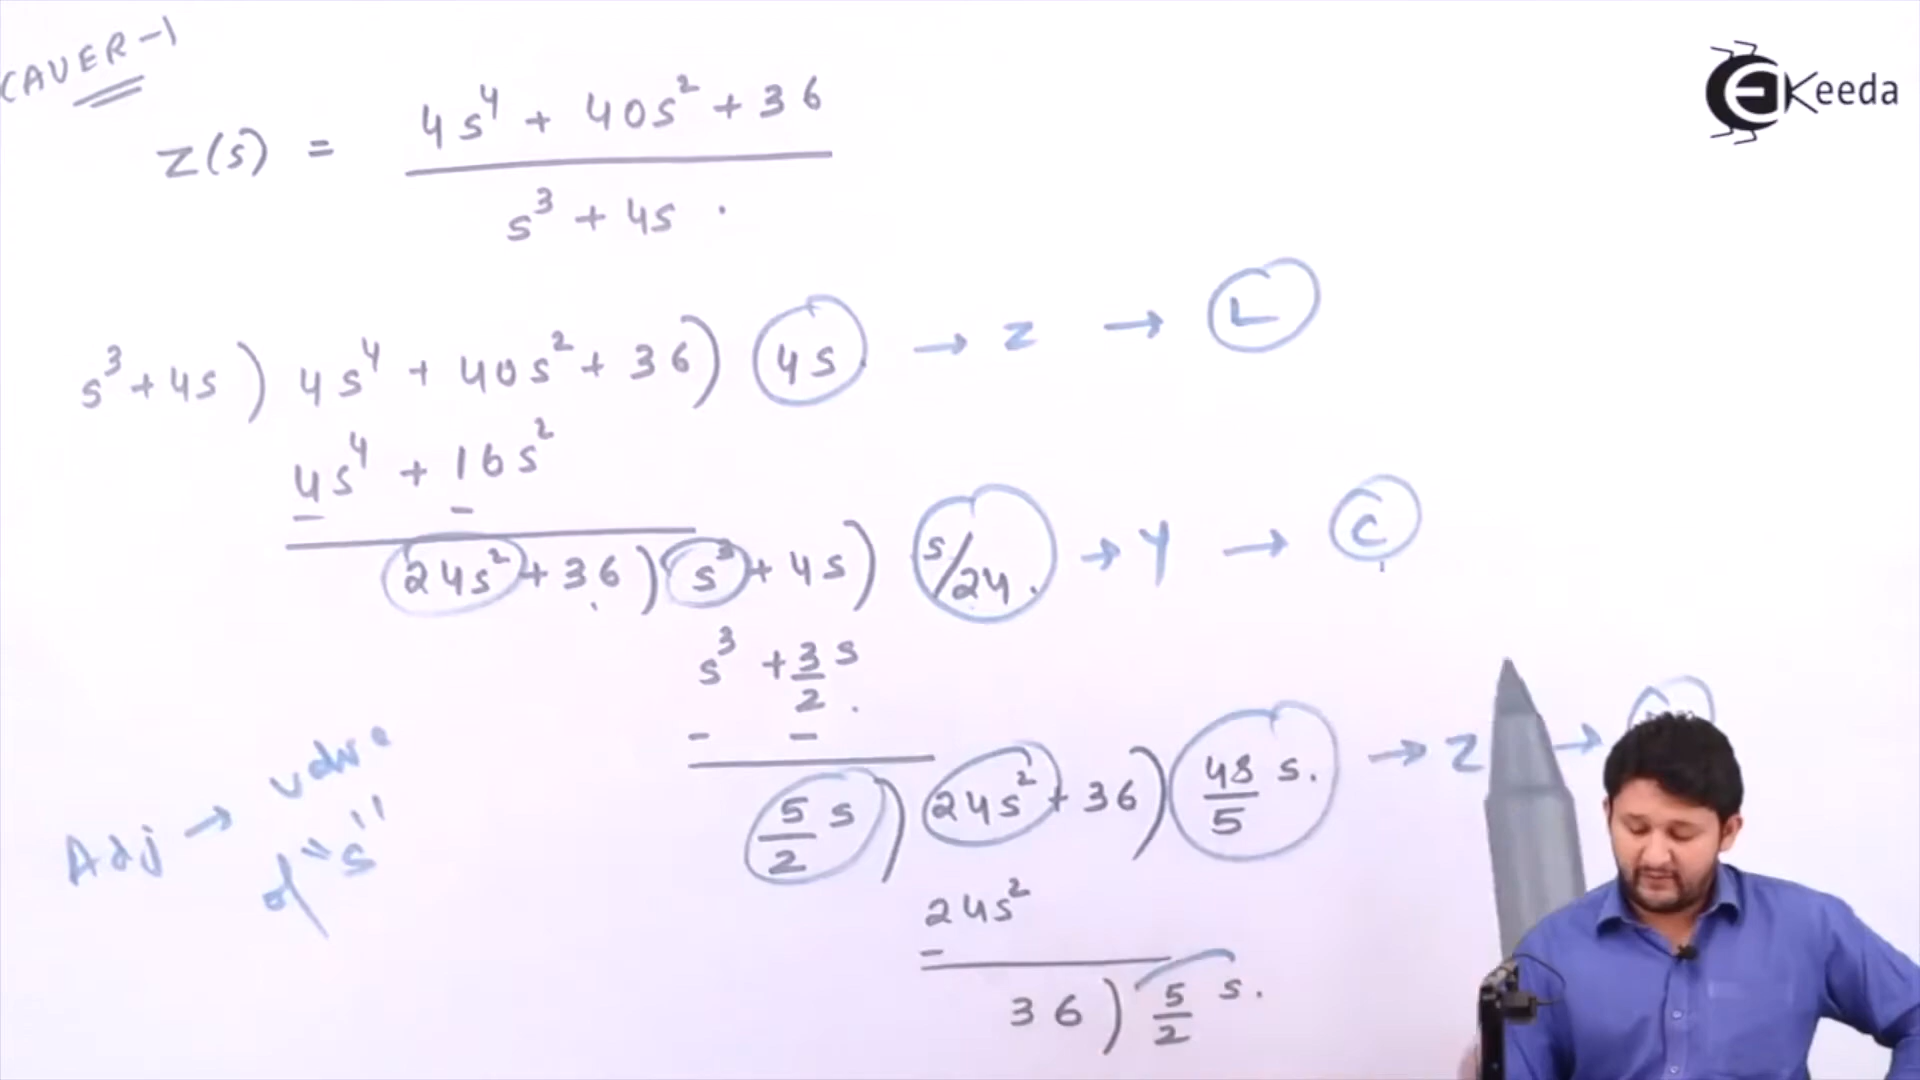 CAUER-1
EKeeda
Z(s) = 4s⁴ + 40s² + 36 / s³ + 4s .
s³ + 4s ) 4s⁴ + 40s² + 36 ) 4s → Z → L
4s⁴ + 16s²
24s² + 36 ) s³ + 4s ) s/24 . → Y → C
s³ + 3/2 s .
5/2 s ) 24s² + 36 ) 48/5 s. → Z →
Adj → value of "s"
24s²
36 ) 5/2 s.